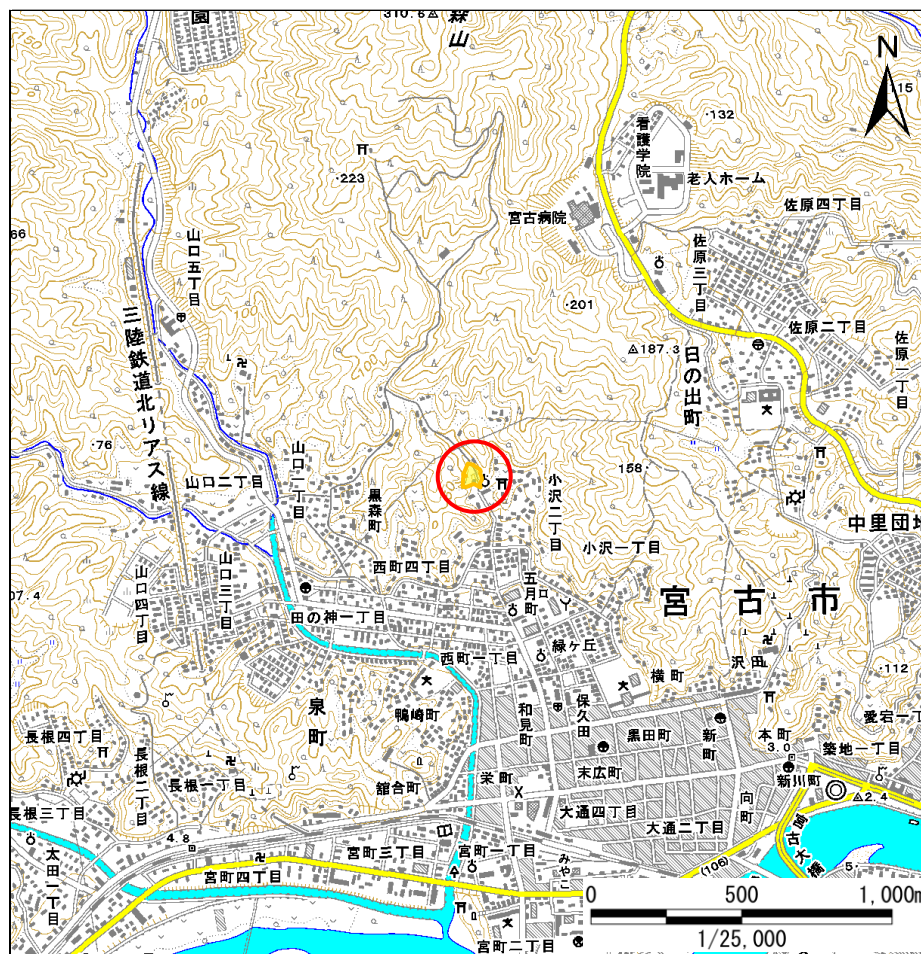 園
310.6
森山
150
N
115
132
100
看護学院
老人ホーム
223
宮古病院
佐原四丁目
66
山口五丁目
佐原三丁目
三陸鉄道北リアス線
100
201
佐原二丁目
187.3
佐原一丁目
日の出町
76
山口二丁目
山口一丁目
黒森町
小沢二丁目
158
中里団地
小沢一丁目
西町四丁目
山口四丁目
山口三丁目
五月町
宮古市
07.4
田の神一丁目
緑ヶ丘
西町一丁目
横町
沢田
112
泉町
鴨崎町
和見町
保久田
黒田町
新町
本町
愛宕一丁
長根四丁目
3.0
築地一丁目
長根二丁目
長根一丁目
舘合町
栄町
末広町
新川町
2.4
長根三丁目
大通四丁目
向町
4.8
大通二丁目
宮古大橋
太田一丁目
宮町三丁目
宮町一丁目
みやこ
(106)
5
宮町四丁目
宮町二丁目
0 500 1,000m
1/25,000